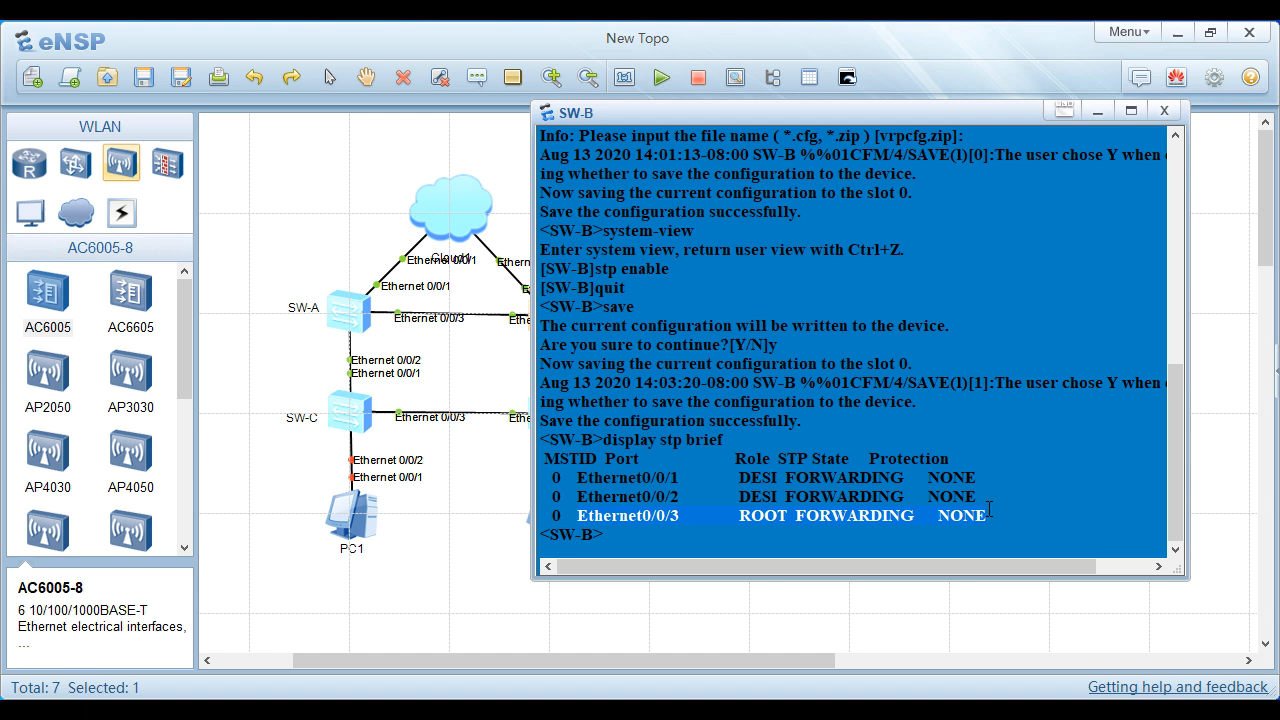 eNSP
New Topo
Menu
WLAN
AC6005-8
AC6005
AC6605
AP2050
AP3030
AP4030
AP4050
AC6005-8
6 10/100/1000BASE-T
Ethernet electrical interfaces,
...
Cloud1
Ethernet 0/0/1
Ethern
Ethernet 0/0/1
E
SW-A
Ethernet 0/0/3
Ethe
Ethernet 0/0/2
Ethernet 0/0/1
SW-C
Ethernet 0/0/3
Ethe
Ethernet 0/0/2
Ethernet 0/0/1
PC1
SW-B
Info: Please input the file name ( *.cfg, *.zip ) [vrpcfg.zip]:
Aug 13 2020 14:01:13-08:00 SW-B %%01CFM/4/SAVE(I)[0]:The user chose Y when
ing whether to save the configuration to the device.
Now saving the current configuration to the slot 0.
Save the configuration successfully.
<SW-B>system-view
Enter system view, return user view with Ctrl+Z.
[SW-B]stp enable
[SW-B]quit
<SW-B>save
The current configuration will be written to the device.
Are you sure to continue?[Y/N]y
Now saving the current configuration to the slot 0.
Aug 13 2020 14:03:20-08:00 SW-B %%01CFM/4/SAVE(I)[1]:The user chose Y when
ing whether to save the configuration to the device.
Save the configuration successfully.
<SW-B>display stp brief
MSTID Port Role STP State Protection
0 Ethernet0/0/1 DESI FORWARDING NONE
0 Ethernet0/0/2 DESI FORWARDING NONE
0 Ethernet0/0/3 ROOT FORWARDING NONE
<SW-B>
Total: 7 Selected: 1
Getting help and feedback